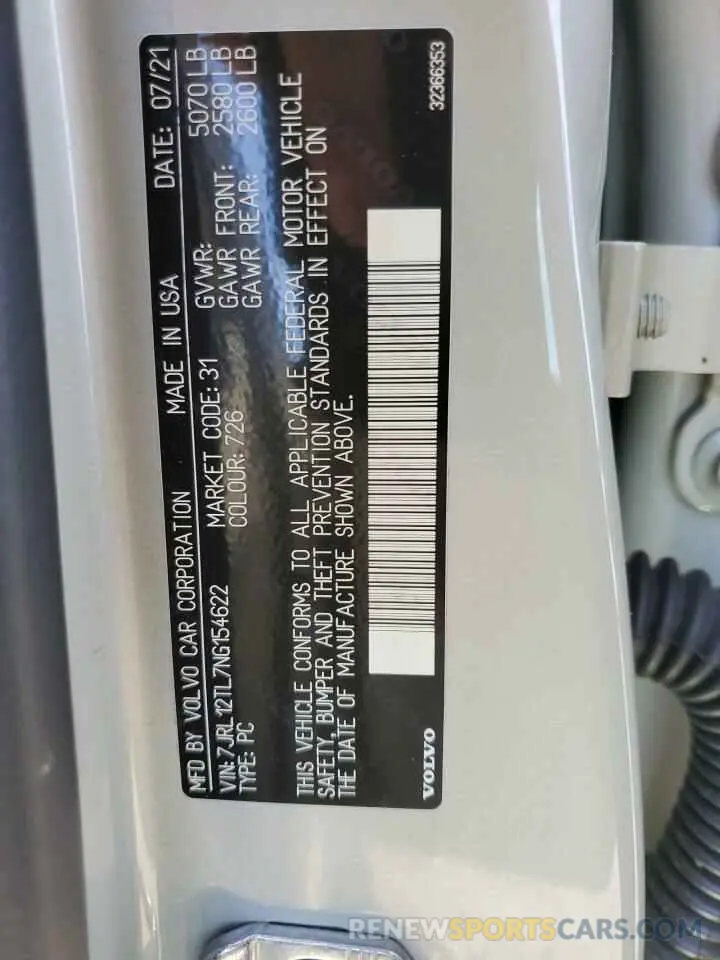 MFD BY VOLVO CAR CORPORATION MADE IN USA DATE: 07/21
VIN: 7JRL12TL7NG154622 MARKET CODE: 31 GVWR: 5070 LB
TYPE: PC COLOUR: 726 GAWR FRONT: 2580 LB
GAWR REAR: 2600 LB
THIS VEHICLE CONFORMS TO ALL APPLICABLE FEDERAL MOTOR VEHICLE
SAFETY, BUMPER AND THEFT PREVENTION STANDARDS IN EFFECT ON
THE DATE OF MANUFACTURE SHOWN ABOVE.
VOLVO 32366353
RENEWSPORTSCARS.COM